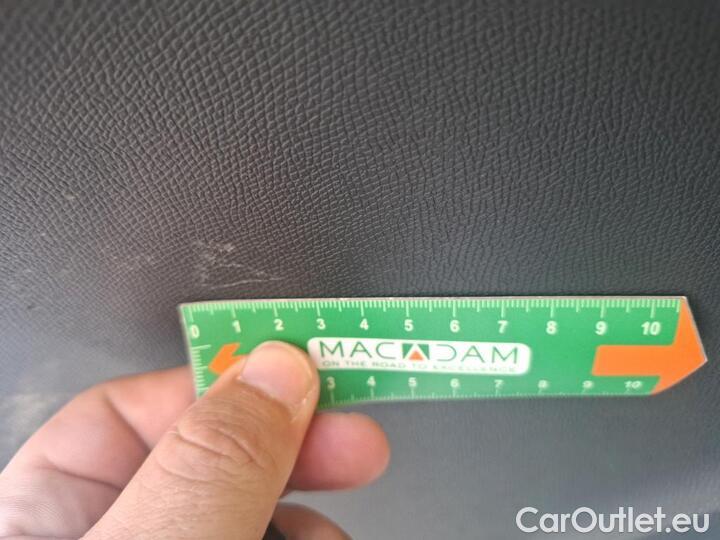 0 1 2 3 4 5 6 7 8 9 10
MACADAM
ON THE ROAD TO EXCELLENCE
3 4 5 6 7 8 9 10
CarOutlet.eu